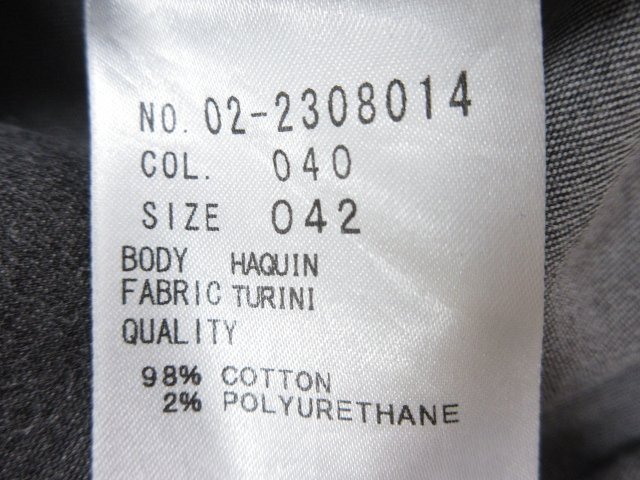 NO. 02-2308014
COL. 040
SIZE 042
BODY HAQUIN
FABRIC TURINI
QUALITY
98% COTTON
2% POLYURETHANE